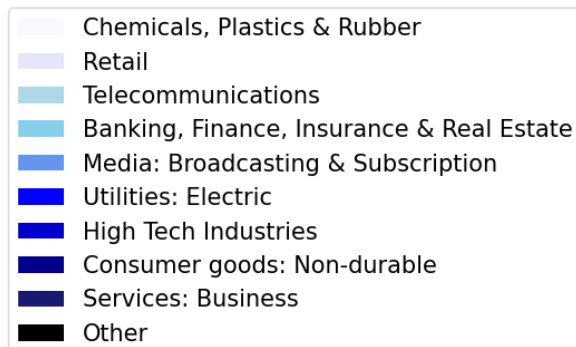 Chemicals, Plastics & Rubber
Retail
Telecommunications
Banking, Finance, Insurance & Real Estate
Media: Broadcasting & Subscription
Utilities: Electric
High Tech Industries
Consumer goods: Non-durable
Services: Business
Other